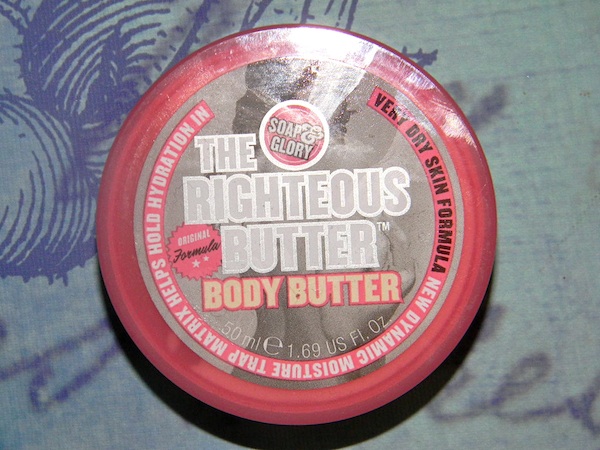 SOAP&
GLORY
THE
RIGHTEOUS
BUTTER™
ORIGINAL
Formula
BODY BUTTER
50 ml e 1.69 US Fl. Oz.
VERY DRY SKIN FORMULA
NEW DYNAMIC MOISTURE TRAP MATRIX HELPS HOLD HYDRATION IN